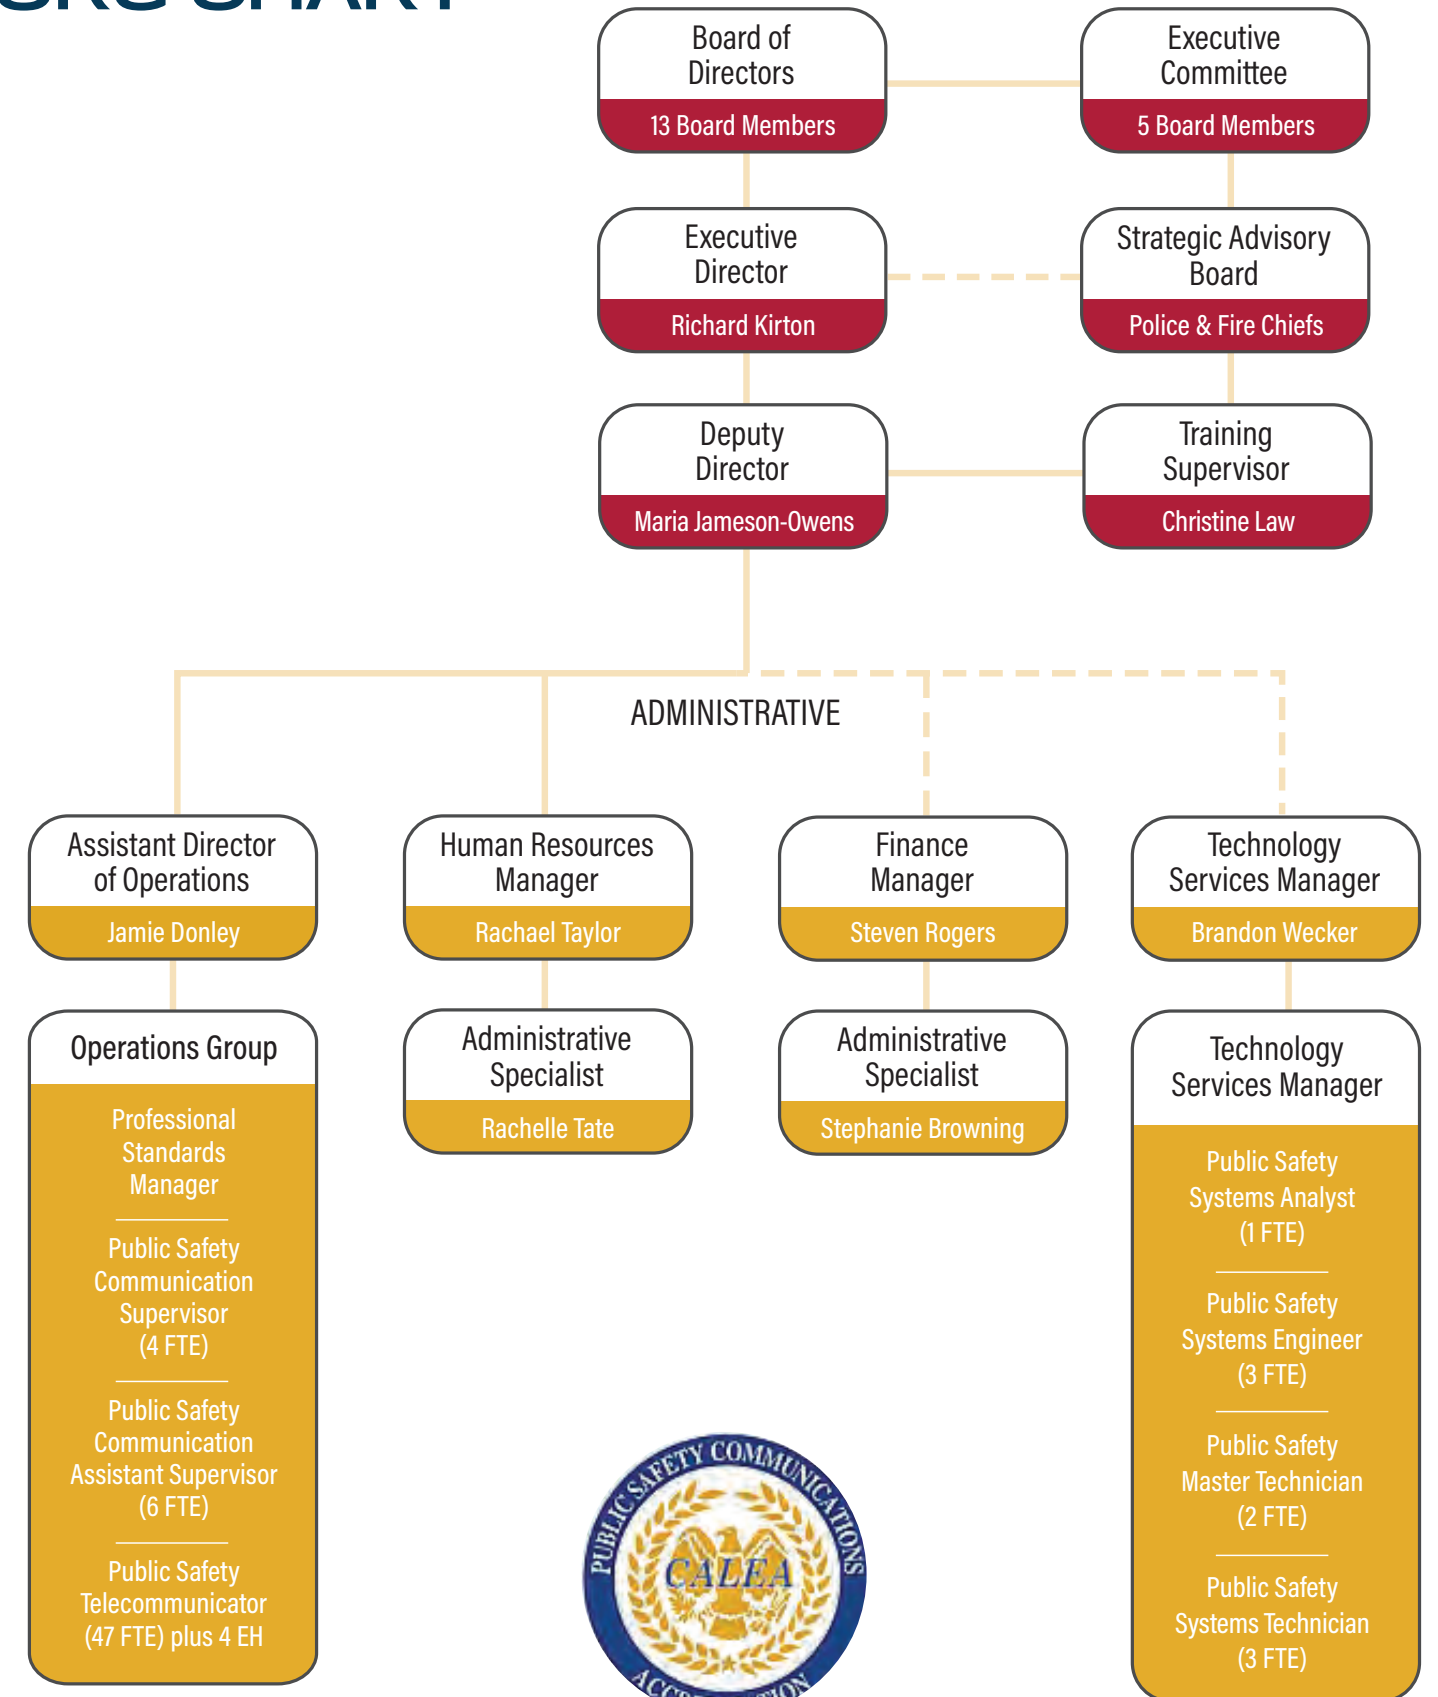 ORG CHART
Board of
Directors
13 Board Members
Executive
Committee
5 Board Members
Executive
Director
Richard Kirton
Strategic Advisory
Board
Police & Fire Chiefs
Deputy
Director
Maria Jameson-Owens
Training
Supervisor
Christine Law
ADMINISTRATIVE
Assistant Director
of Operations
Jamie Donley
Human Resources
Manager
Rachael Taylor
Finance
Manager
Steven Rogers
Technology
Services Manager
Brandon Wecker
Operations Group
Professional
Standards
Manager
Public Safety
Communication
Supervisor
(4 FTE)
Public Safety
Communication
Assistant Supervisor
(6 FTE)
Public Safety
Telecommunicator
(47 FTE) plus 4 EH
Administrative
Specialist
Rachelle Tate
Administrative
Specialist
Stephanie Browning
Technology
Services Manager
Public Safety
Systems Analyst
(1 FTE)
Public Safety
Systems Engineer
(3 FTE)
Public Safety
Master Technician
(2 FTE)
Public Safety
Systems Technician
(3 FTE)
PUBLIC SAFETY COMMUNICATIONS
CALEA
ACCREDITATION